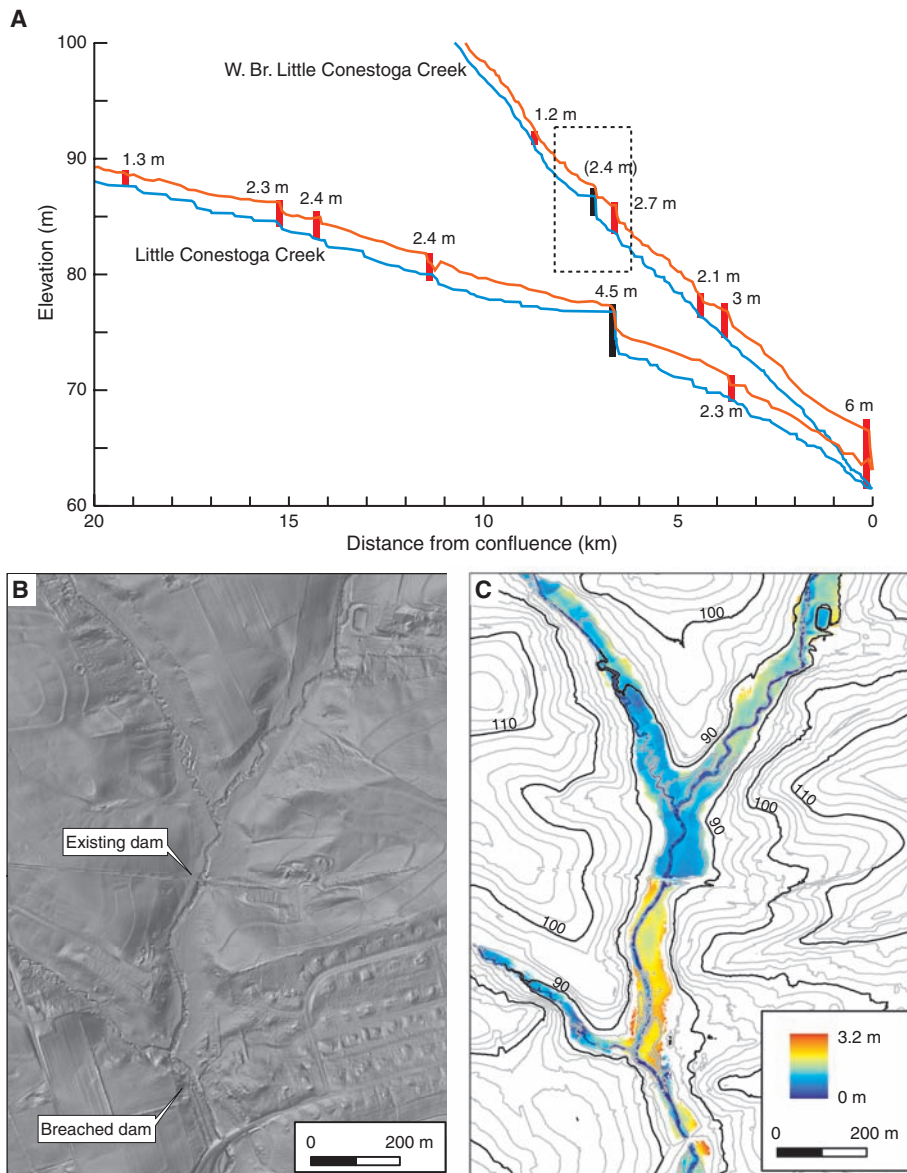 A
100
90
80
70
60
Elevation (m)
W. Br. Little Conestoga Creek
1.2 m
(2.4 m)
2.7 m
1.3 m
2.3 m
2.4 m
Little Conestoga Creek
2.4 m
2.1 m
3 m
4.5 m
2.3 m
6 m
20
15
10
5
0
Distance from confluence (km)
B
Existing dam
Breached dam
0
200 m
C
100
110
90
110
100
90
100
90
3.2 m
0 m
0
200 m